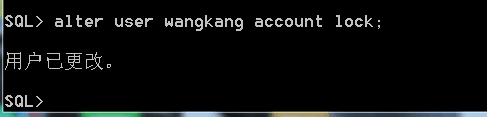 SQL> alter user wangkang account lock;
用户已更改。
SQL>